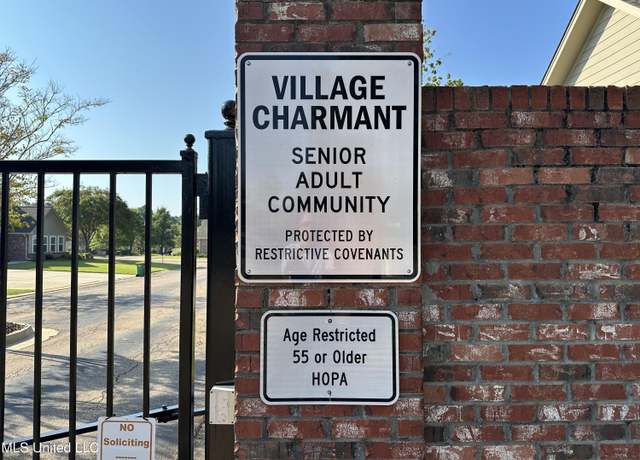 VILLAGE
CHARMANT
SENIOR
ADULT
COMMUNITY
PROTECTED BY
RESTRICTIVE COVENANTS
Age Restricted
55 or Older
HOPA
NO
Soliciting
MLS United LLC